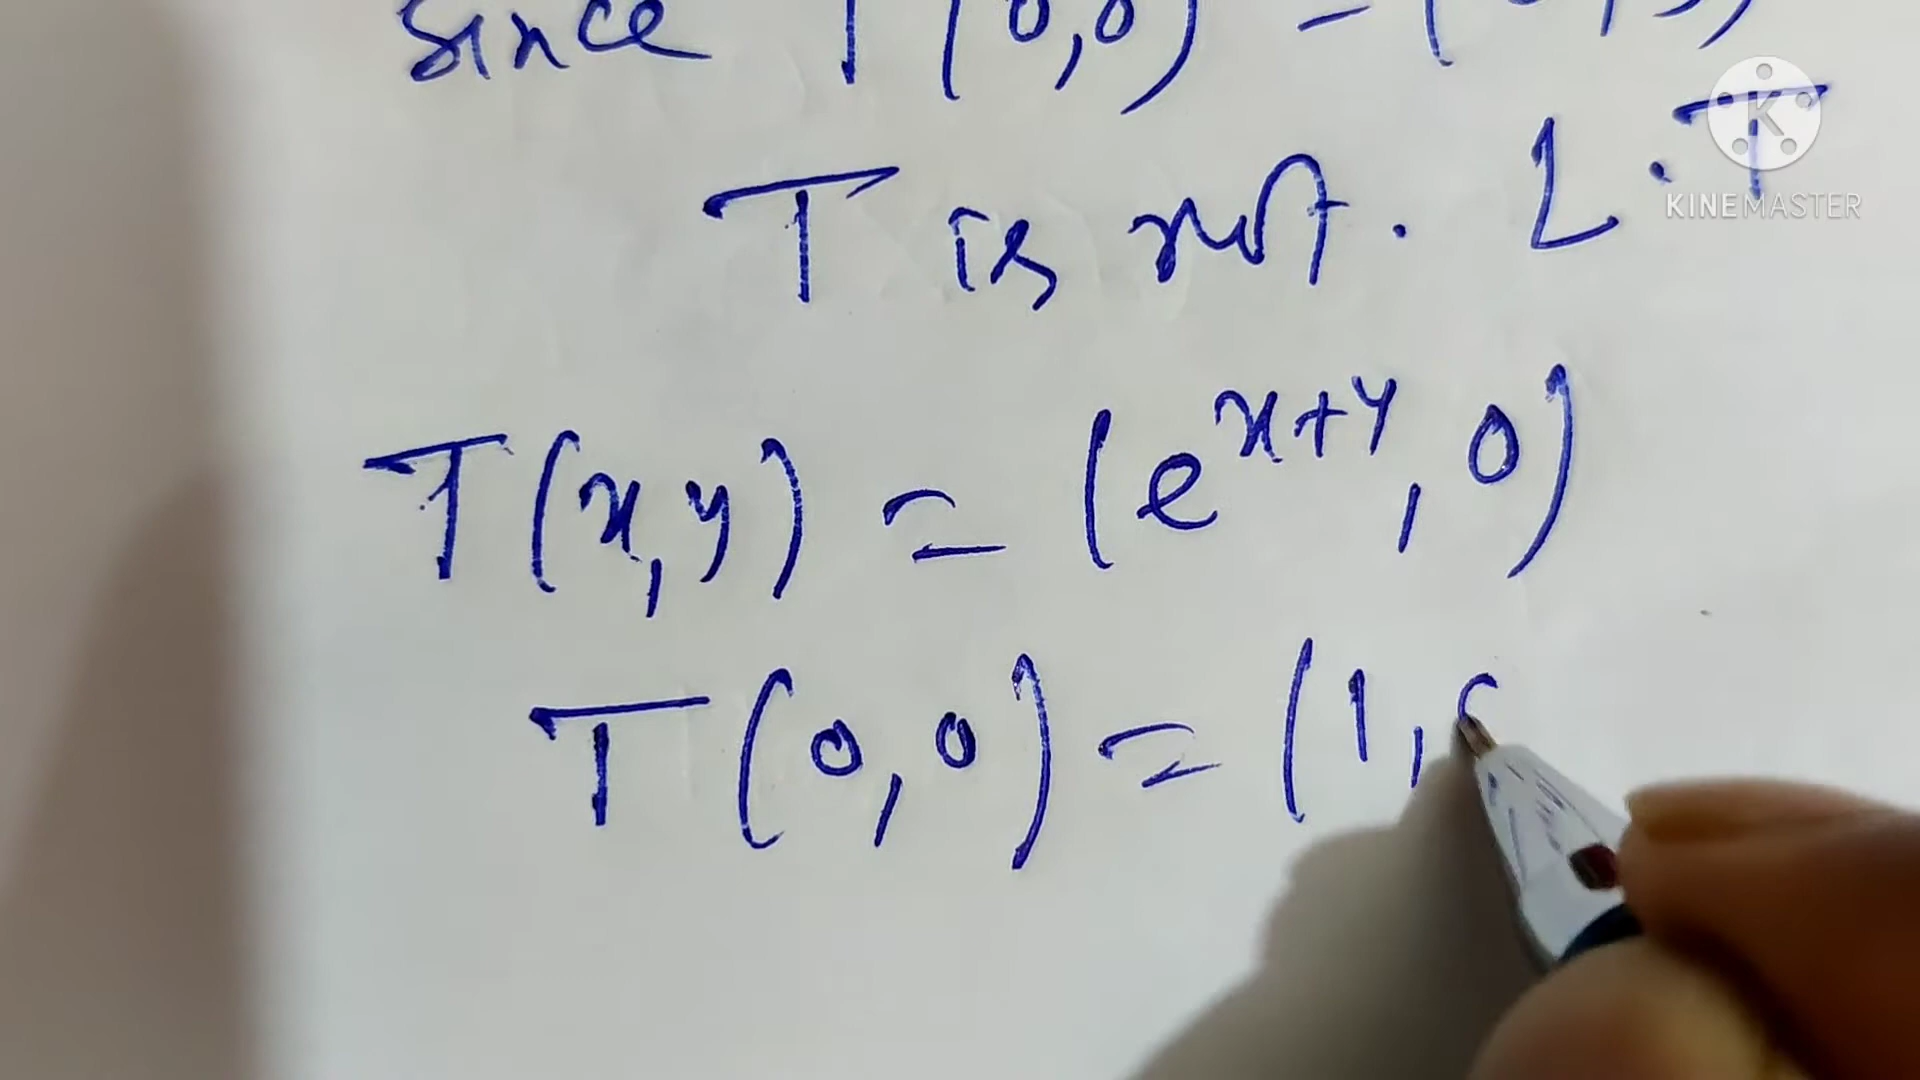 since T(0,0) = (
T is not. L.T
KINEMASTER
T(x,y) = (e^{x+y}, 0)
T(0,0) = (1,